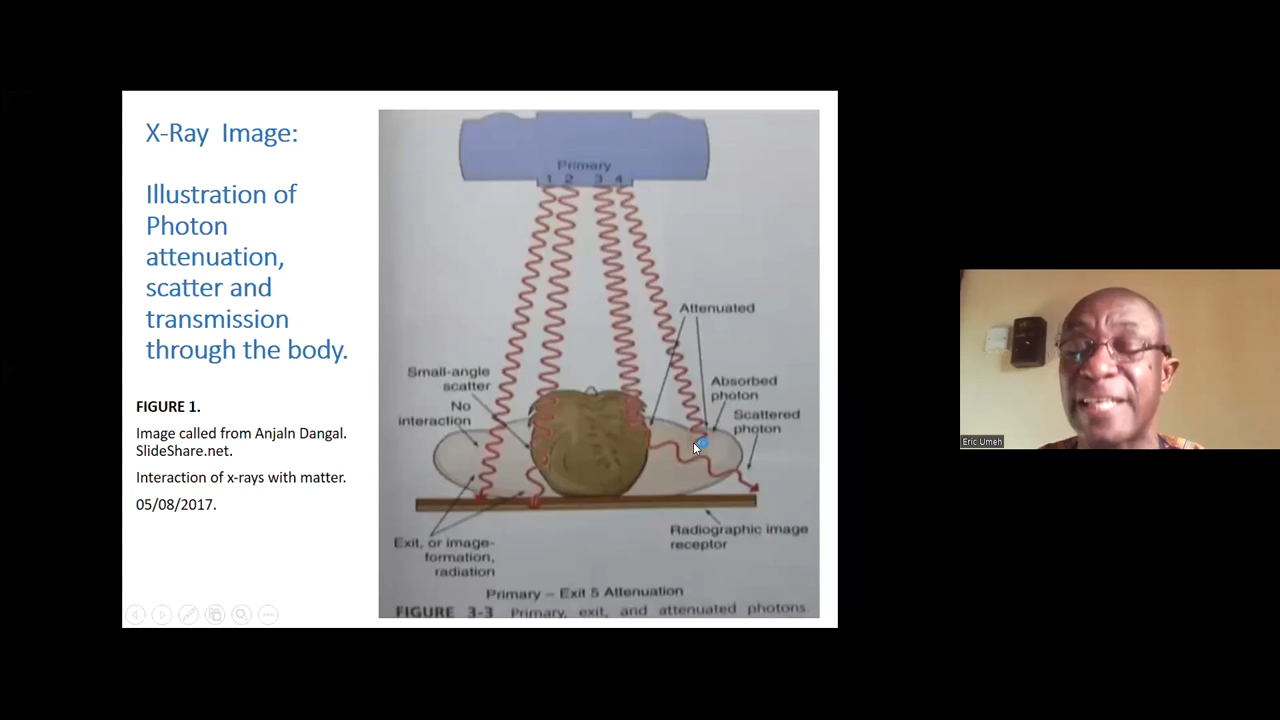 X-Ray Image:
Illustration of
Photon
attenuation,
scatter and
transmission
through the body.
FIGURE 1.
Image called from Anjaln Dangal.
SlideShare.net.
Interaction of x-rays with matter.
05/08/2017.
Primary
1 2 3 4
Attenuated
Small-angle
scatter
No
interaction
Absorbed
photon
Scattered
photon
Exit, or image-
formation,
radiation
Radiographic image
receptor
Primary – Exit 5 Attenuation
FIGURE 3-3 Primary, exit, and attenuated photons.
Eric Umeh